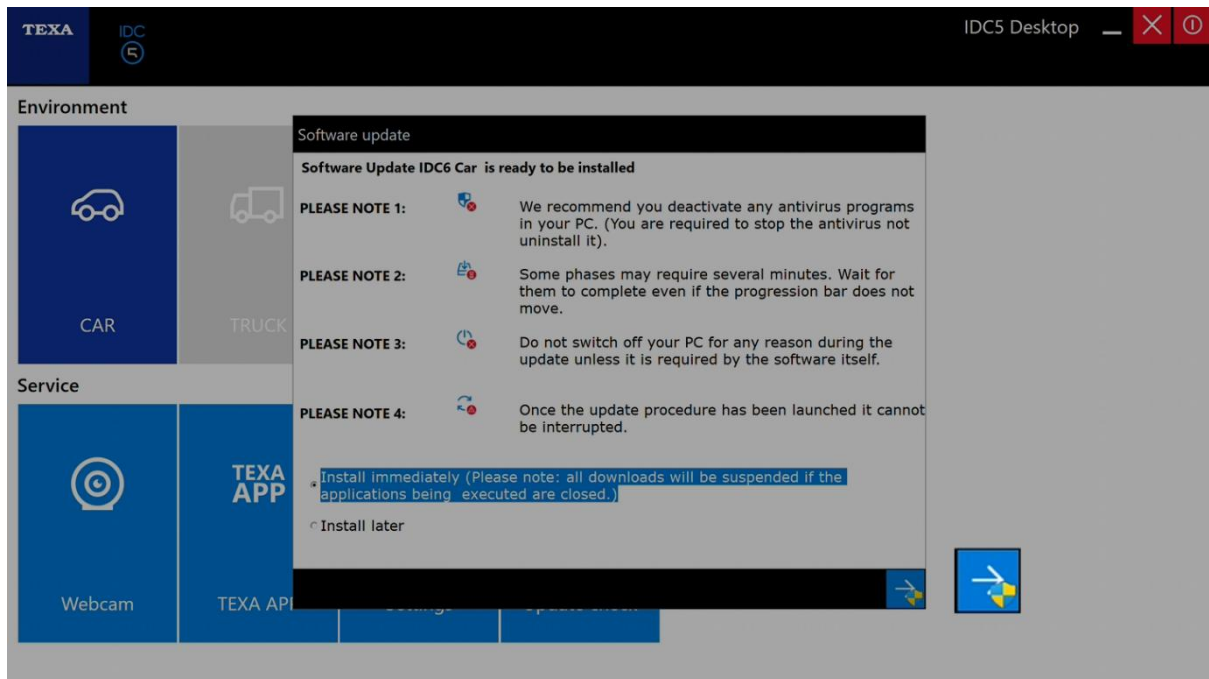 TEXA
IDC
5
IDC5 Desktop
Environment
CAR
TRUCK
Software update
Software Update IDC6 Car is ready to be installed
PLEASE NOTE 1:
We recommend you deactivate any antivirus programs
in your PC. (You are required to stop the antivirus not
uninstall it).
PLEASE NOTE 2:
Some phases may require several minutes. Wait for
them to complete even if the progression bar does not
move.
PLEASE NOTE 3:
Do not switch off your PC for any reason during the
update unless it is required by the software itself.
PLEASE NOTE 4:
Once the update procedure has been launched it cannot
be interrupted.
Install immediately (Please note: all downloads will be suspended if the
applications being executed are closed.)
Install later
Service
Webcam
TEXA
APP
TEXA AP